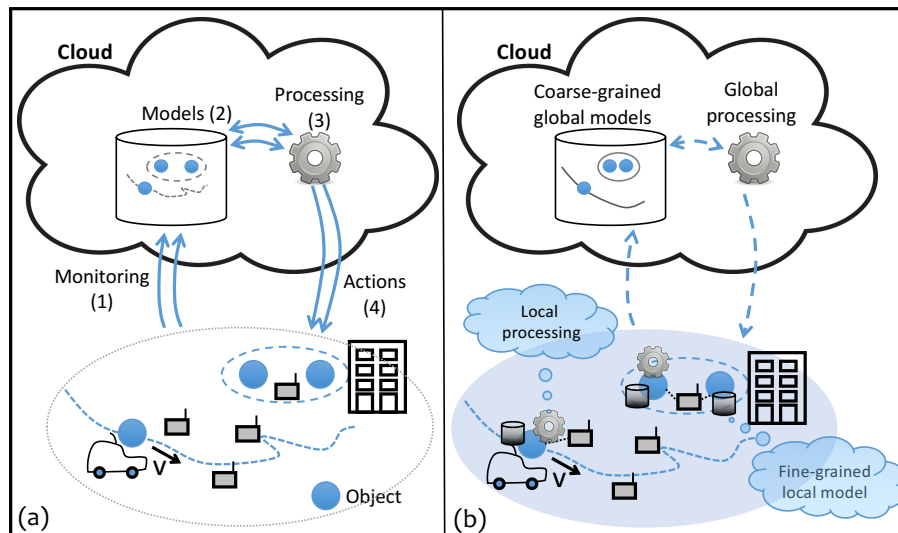 Cloud
Processing
(3)
Models (2)
Monitoring
(1)
Actions
(4)
V
Object
(a)
Cloud
Coarse-grained
global models
Global
processing
Local
processing
V
Fine-grained
local model
(b)